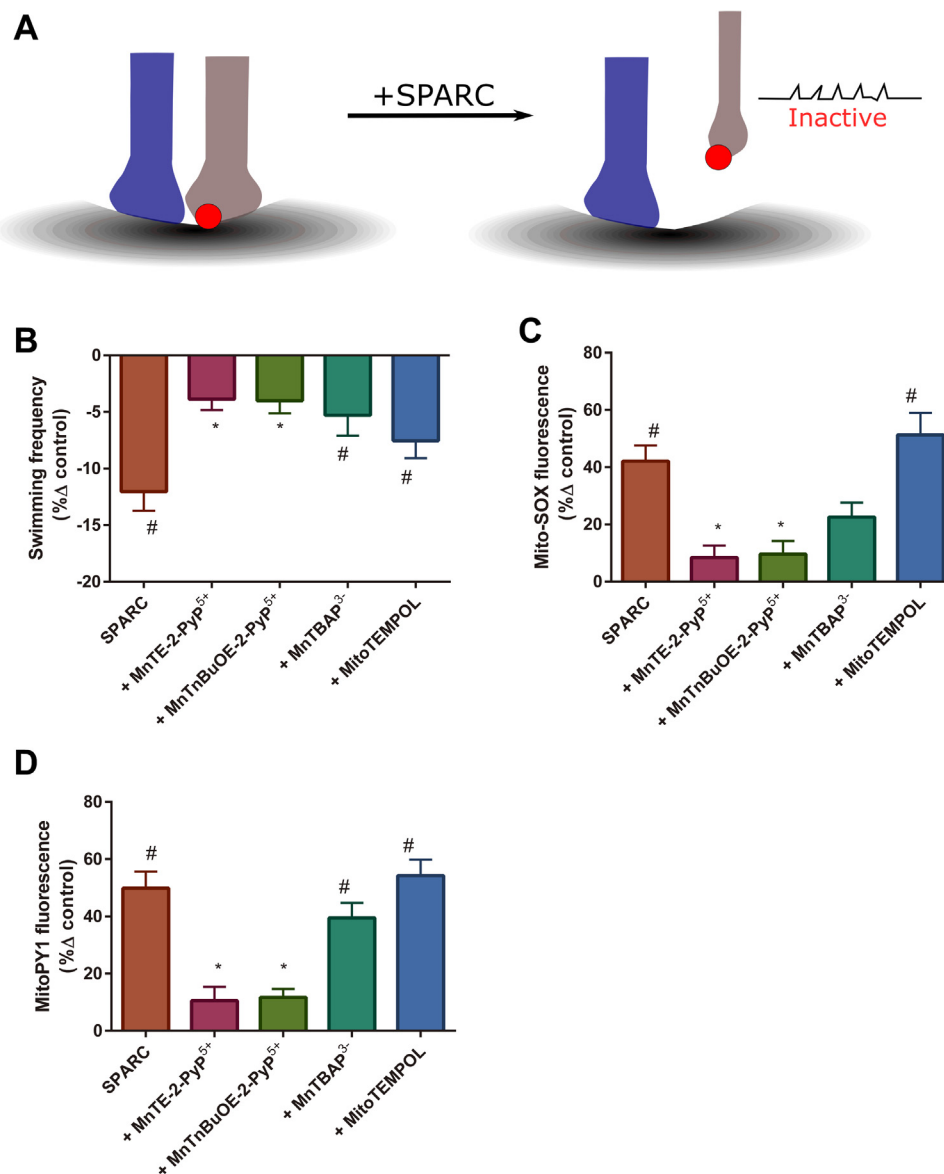 A
+SPARC
Inactive
B
Swimming frequency
(%Δ control)
0
-5
-10
-15
-20
#
*
*
#
#
SPARC
+ MnTE-2-PyP5+
+ MnTnBuOE-2-PyP5+
+ MnTBAP3-
+ MitoTEMPOL
C
Mito-SOX fluorescence
(%Δ control)
80
60
40
20
0
#
*
*
#
SPARC
+ MnTE-2-PyP5+
+ MnTnBuOE-2-PyP5+
+ MnTBAP3-
+ MitoTEMPOL
D
MitoPY1 fluorescence
(%Δ control)
80
60
40
20
0
#
*
*
#
#
SPARC
+ MnTE-2-PyP5+
+ MnTnBuOE-2-PyP5+
+ MnTBAP3-
+ MitoTEMPOL